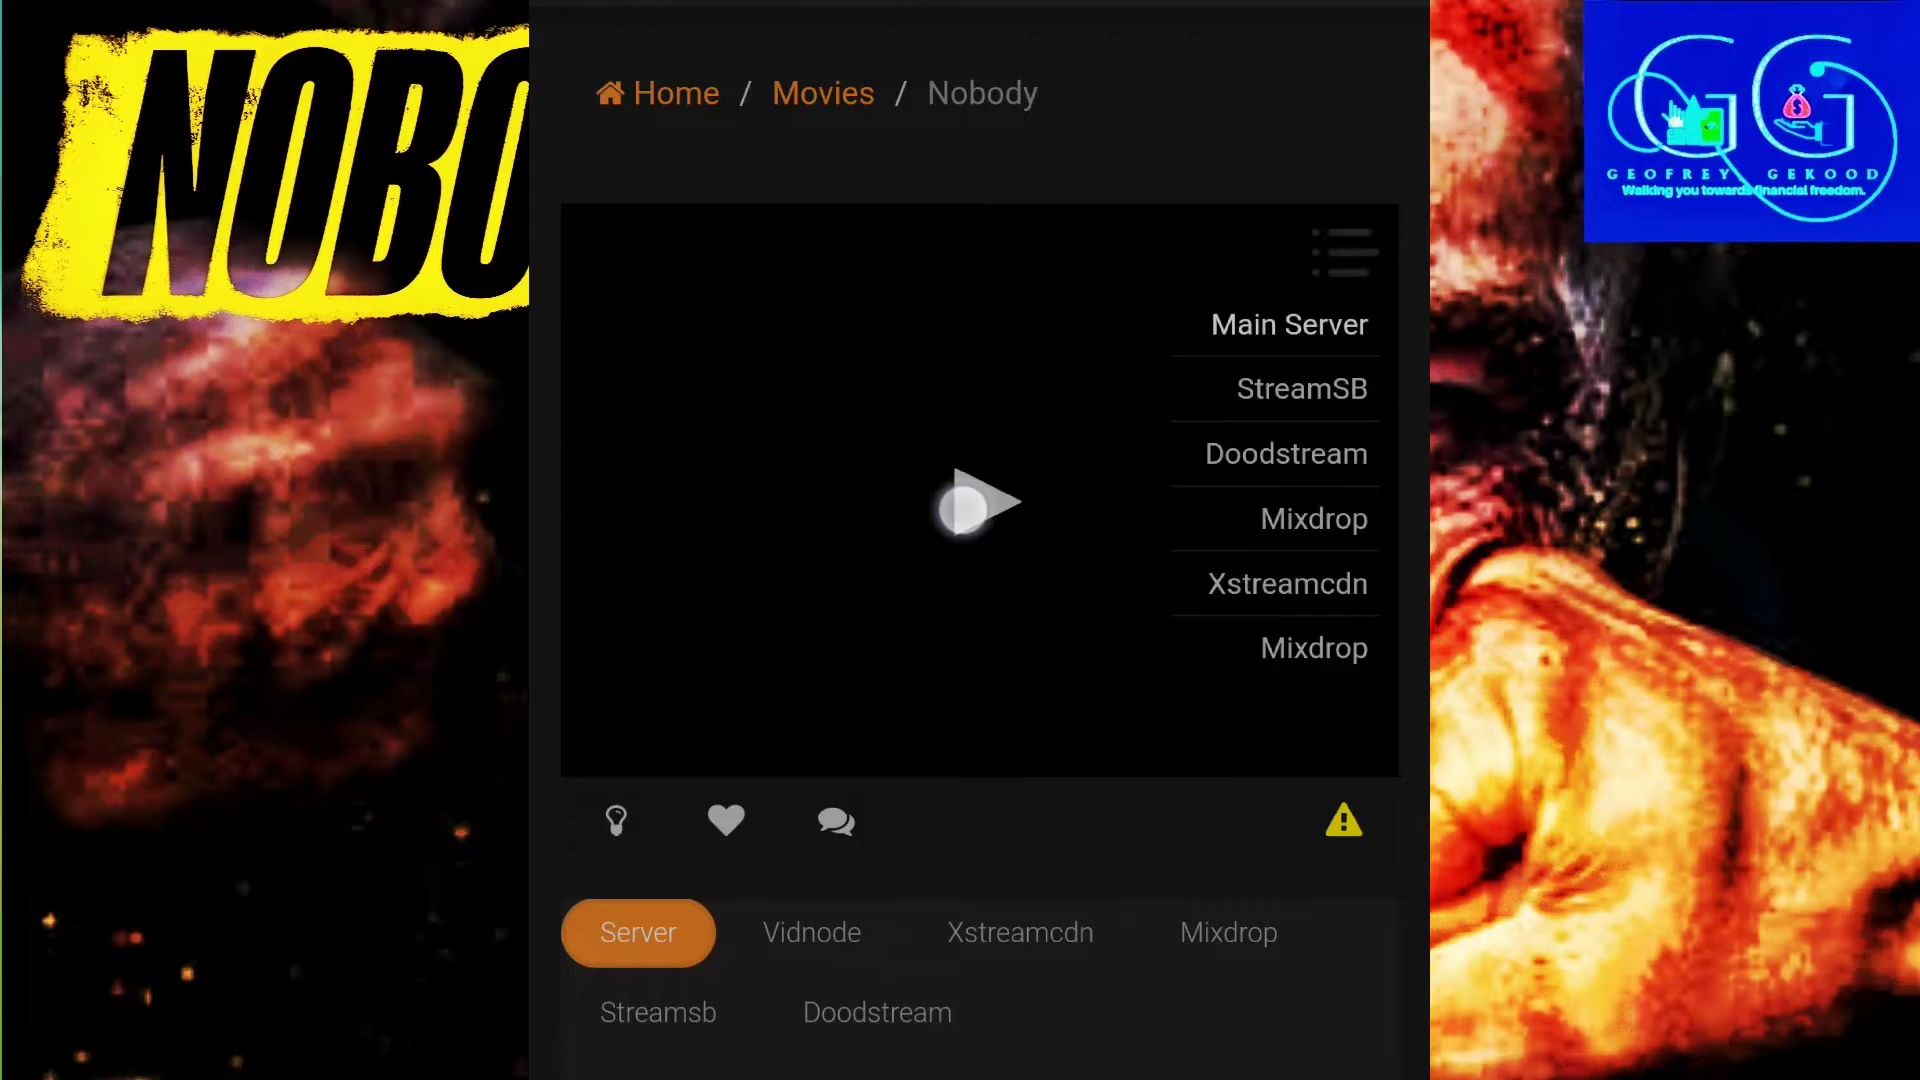 NOBO
Home / Movies / Nobody
GEOFREY GEKOOD
Walking you towards financial freedom.
Main Server
StreamSB
Doodstream
Mixdrop
Xstreamcdn
Mixdrop
Server Vidnode Xstreamcdn Mixdrop
Streamsb Doodstream